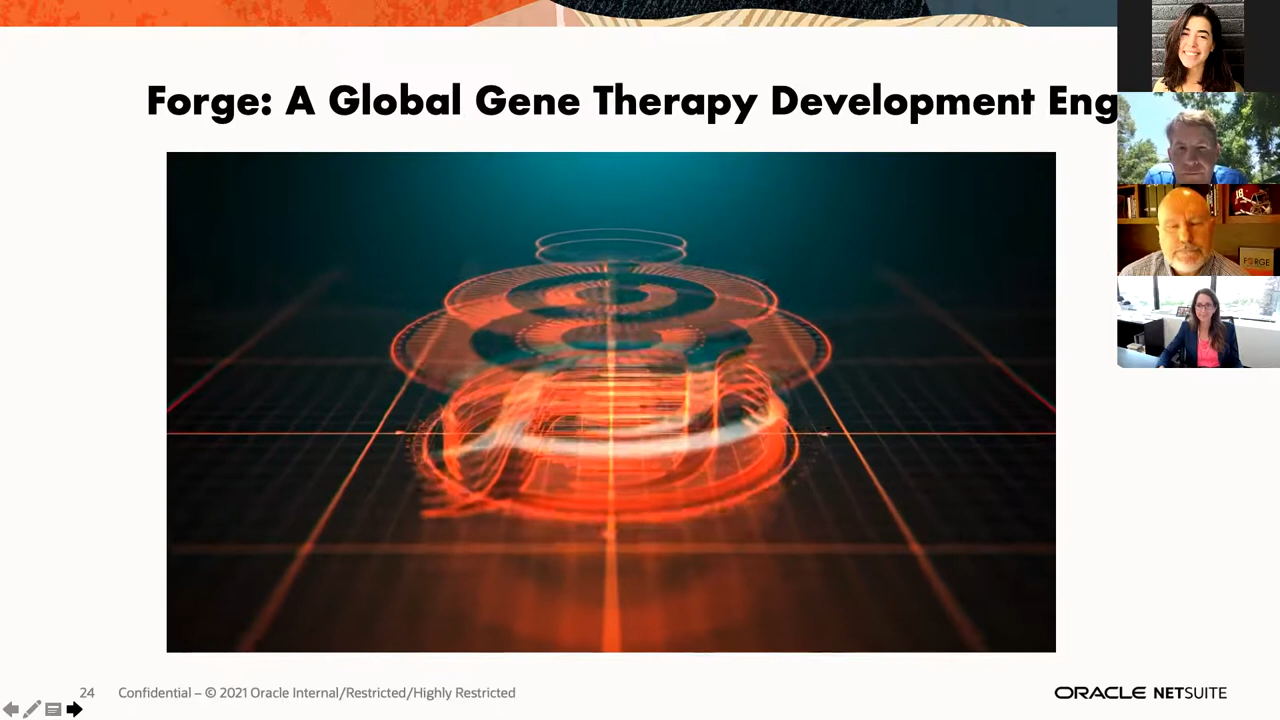 Forge: A Global Gene Therapy Development Eng
FORGE
24 Confidential – © 2021 Oracle Internal/Restricted/Highly Restricted
ORACLE NETSUITE